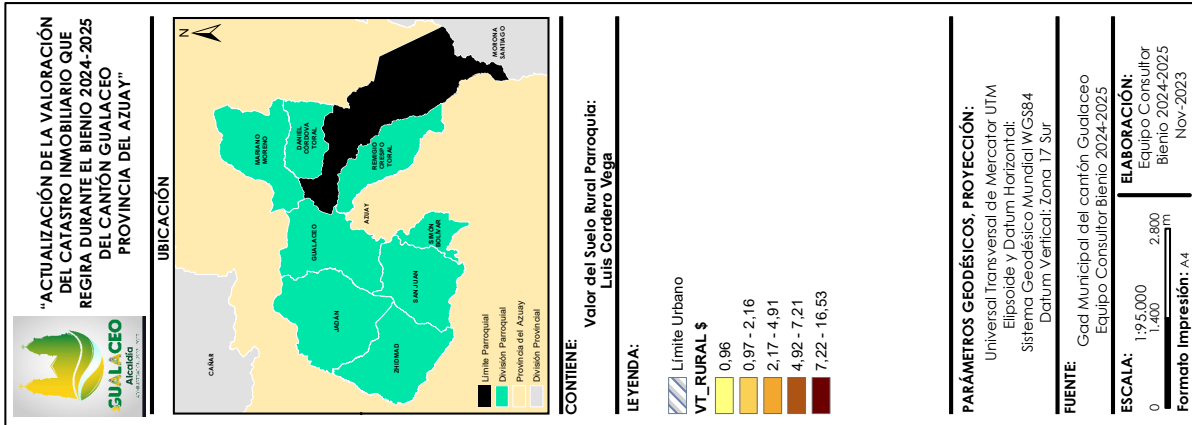 "ACTUALIZACIÓN DE LA VALORACIÓN
DEL CATASTRO INMOBILIARIO QUE
REGIRA DURANTE EL BIENIO 2024-2025
DEL CANTÓN GUALACEO
PROVINCIA DEL AZUAY"
GUALACEO
Alcaldía
UBICACIÓN
N
CAÑAR
MARIANO
MORENO
DANIEL
CÓRDOVA
TORAL
REMIGIO
CRESPO
TORAL
MORONA
SANTIAGO
GUALACEO
AZUAY
SIMÓN
BOLÍVAR
JADÁN
SAN JUAN
ZHIDMAD
Límite Parroquial
División Parroquial
Provincia del Azuay
División Provincial
CONTIENE:
Valor del Suelo Rural Parroquia:
Luis Cordero Vega
LEYENDA:
Límite Urbano
VT_RURAL $
0,96
0,97 - 2,16
2,17 - 4,91
4,92 - 7,21
7,22 - 16,53
PARÁMETROS GEODÉSICOS, PROYECCIÓN:
Universal Transversal de Mercator UTM
Elipsoide y Datum Horizontal:
Sistema Geodésico Mundial WGS84
Datum Vertical: Zona 17 Sur
FUENTE:
Gad Municipal del cantón Gualaceo
Equipo Consultor Bienio 2024-2025
ESCALA:
1:95.000
0 1.400 2.800
m
Formato Impresión: A4
ELABORACIÓN:
Equipo Consultor
Bienio 2024-2025
Nov-2023